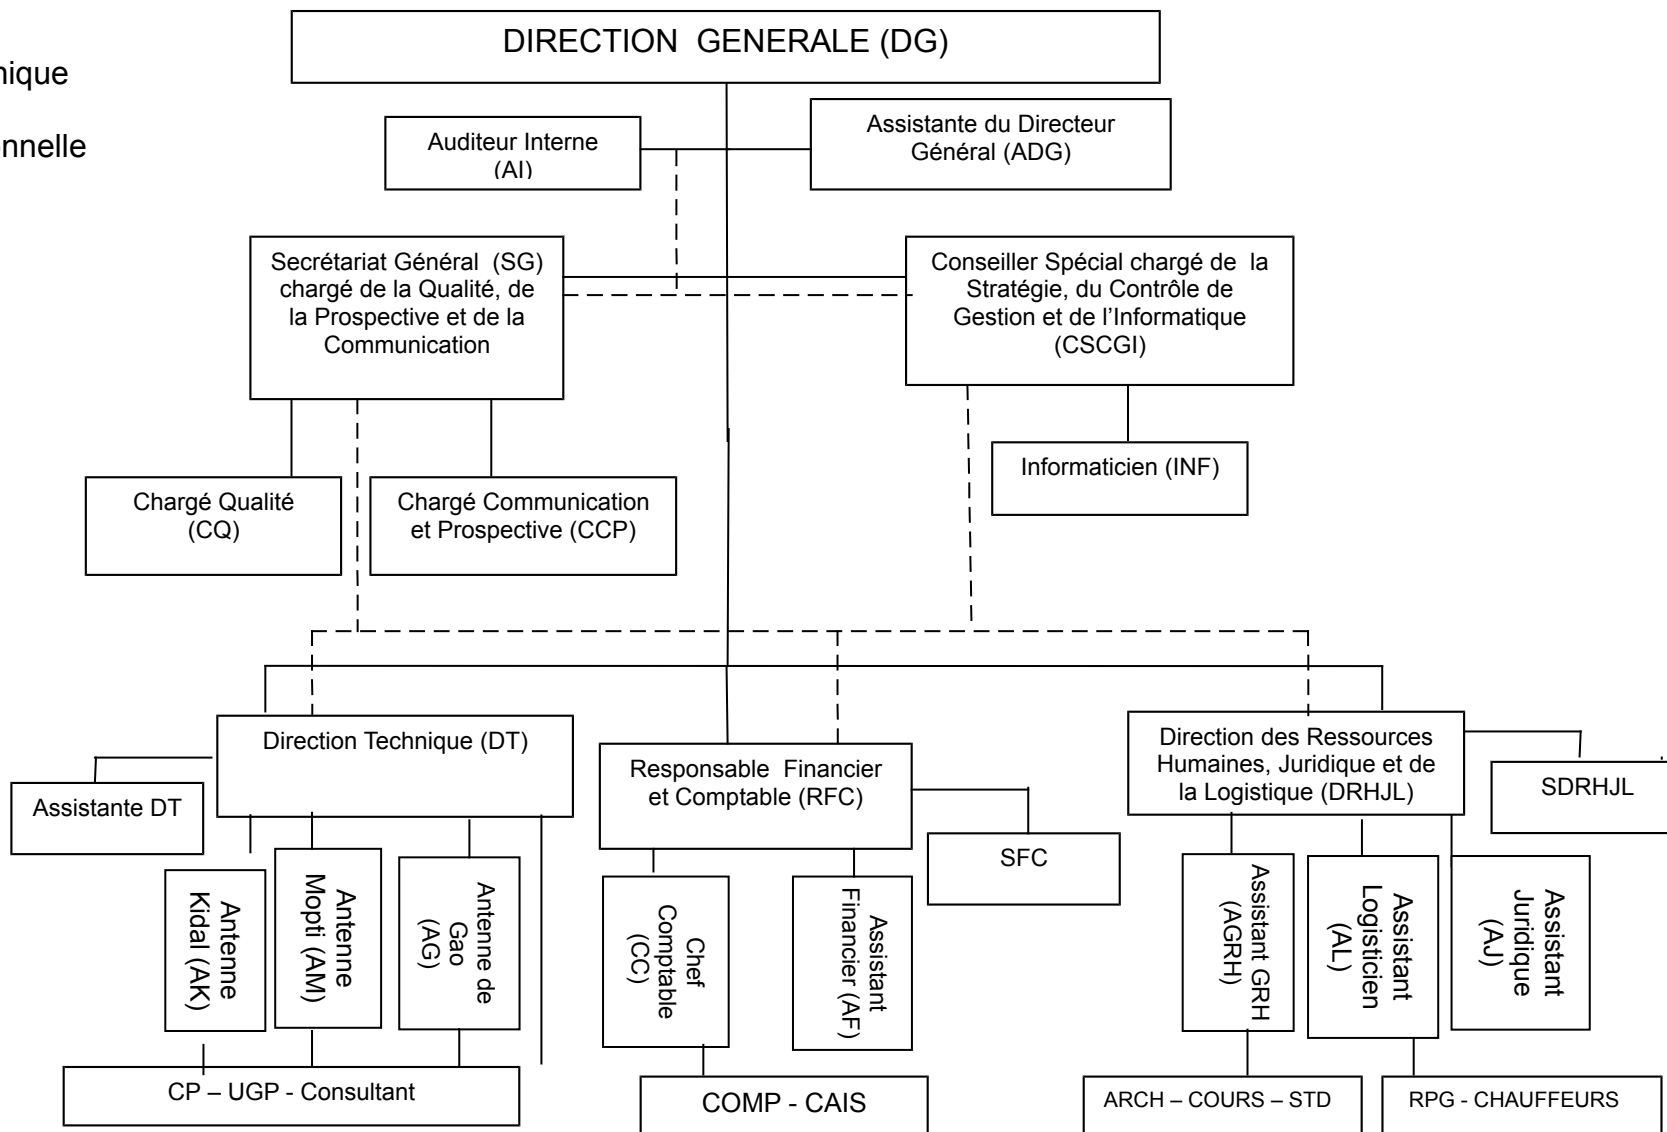 DIRECTION GENERALE (DG)
nique
onnelle
Auditeur Interne
(AI)
Assistante du Directeur
Général (ADG)
Secrétariat Général (SG)
chargé de la Qualité, de
la Prospective et de la
Communication
Conseiller Spécial chargé de la
Stratégie, du Contrôle de
Gestion et de l’Informatique
(CSCGI)
Informaticien (INF)
Chargé Qualité
(CQ)
Chargé Communication
et Prospective (CCP)
Direction Technique (DT)
Responsable Financier
et Comptable (RFC)
Direction des Ressources
Humaines, Juridique et de
la Logistique (DRHJL)
Assistante DT
SFC
SDRHJL
Antenne
Kidal (AK)
Antenne
Mopti (AM)
Antenne de
Gao
(AG)
Chef
Comptable
(CC)
Assistant
Financier (AF)
Assistant GRH
(AGRH)
Assistant
Logisticien
(AL)
Assistant
Juridique
(AJ)
CP – UGP - Consultant
COMP - CAIS
ARCH – COURS – STD
RPG - CHAUFFEURS